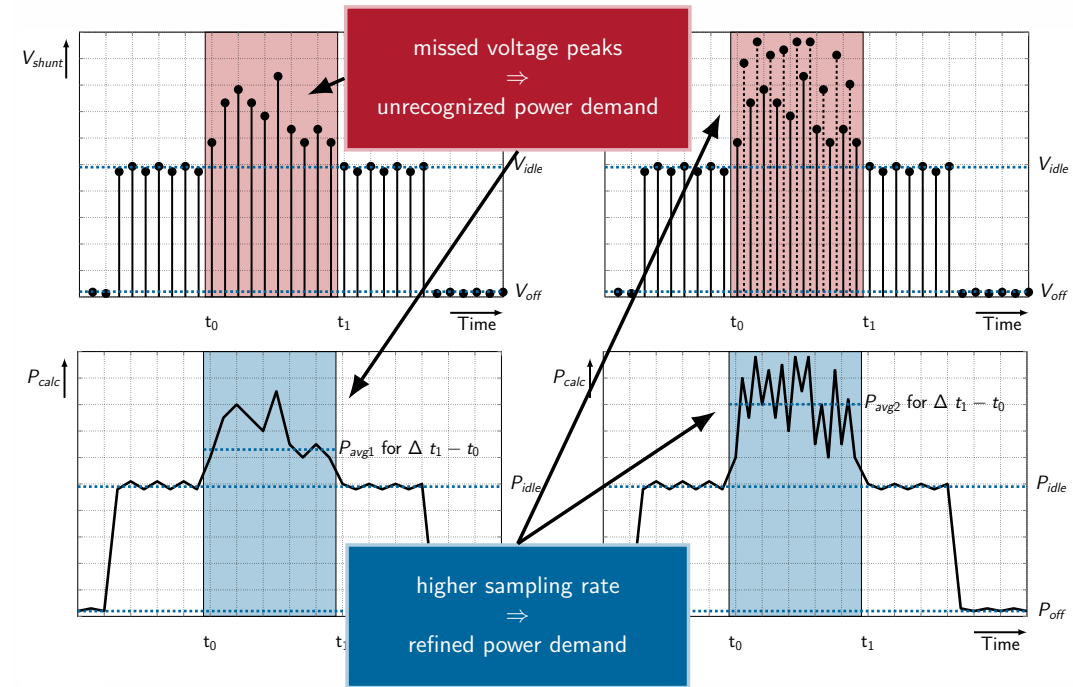 missed voltage peaks
⇒
unrecognized power demand
V_shunt
V_idle
V_off
t_0
t_1
Time
V_idle
V_off
t_0
t_1
Time
P_calc
P_avg1 for Δ t_1 − t_0
P_idle
t_0
t_1
P_calc
P_avg2 for Δ t_1 − t_0
P_idle
P_off
t_0
t_1
Time
higher sampling rate
⇒
refined power demand